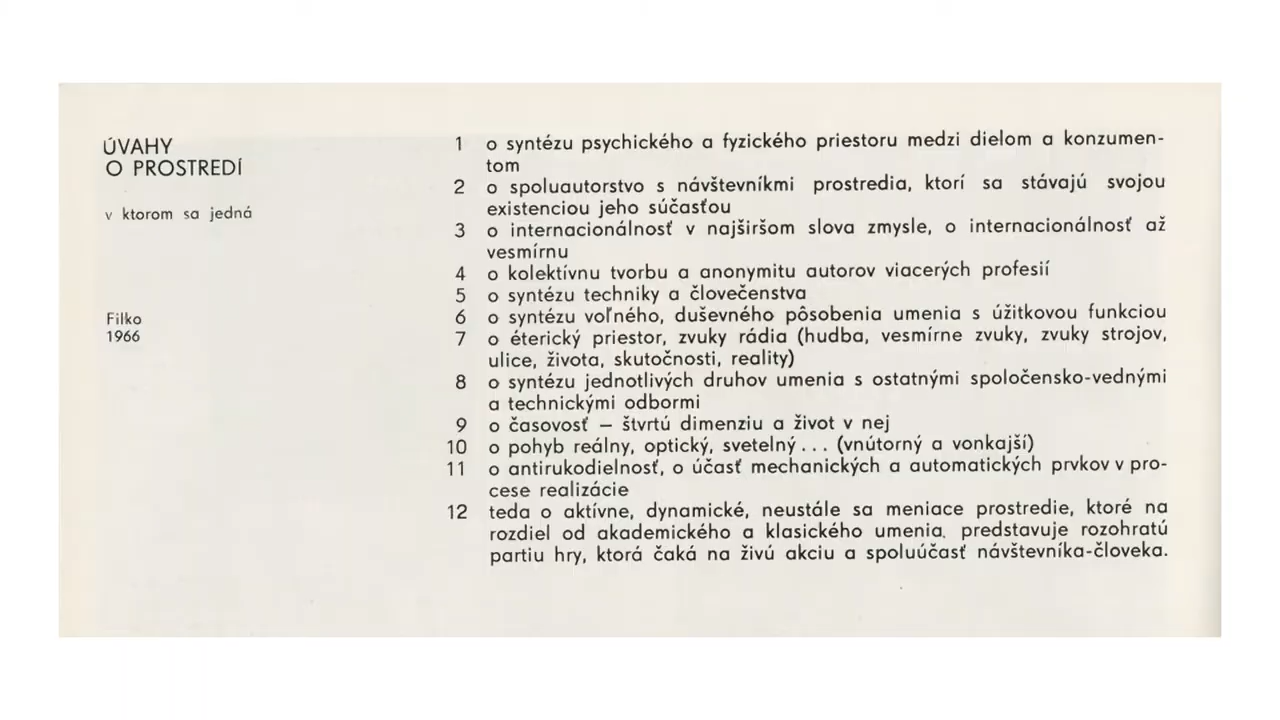 ÚVAHY
O PROSTREDÍ
v ktorom sa jedná
Filko
1966
1 o syntézu psychického a fyzického priestoru medzi dielom a konzumen-
tom
2 o spoluautorstvo s návštevníkmi prostredia, ktorí sa stávajú svojou
existenciou jeho súčasťou
3 o internacionálnosť v najširšom slova zmysle, o internacionálnosť až
vesmírnu
4 o kolektívnu tvorbu a anonymitu autorov viacerých profesií
5 o syntézu techniky a človečenstva
6 o syntézu voľného, duševného pôsobenia umenia s úžitkovou funkciou
7 o éterický priestor, zvuky rádia (hudba, vesmírne zvuky, zvuky strojov,
ulice, života, skutočnosti, reality)
8 o syntézu jednotlivých druhov umenia s ostatnými spoločensko-vednými
a technickými odbormi
9 o časovosť – štvrtú dimenziu a život v nej
10 o pohyb reálny, optický, svetelný... (vnútorný a vonkajší)
11 o antirukodielnosť, o účasť mechanických a automatických prvkov v pro-
cese realizácie
12 teda o aktívne, dynamické, neustále sa meniace prostredie, ktoré na
rozdiel od akademického a klasického umenia, predstavuje rozohratú
partiu hry, ktorá čaká na živú akciu a spoluúčasť návštevníka-človeka.